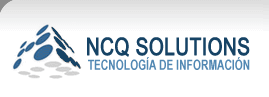 NCQ SOLUTIONS
TECNOLOGÍA DE INFORMACIÓN